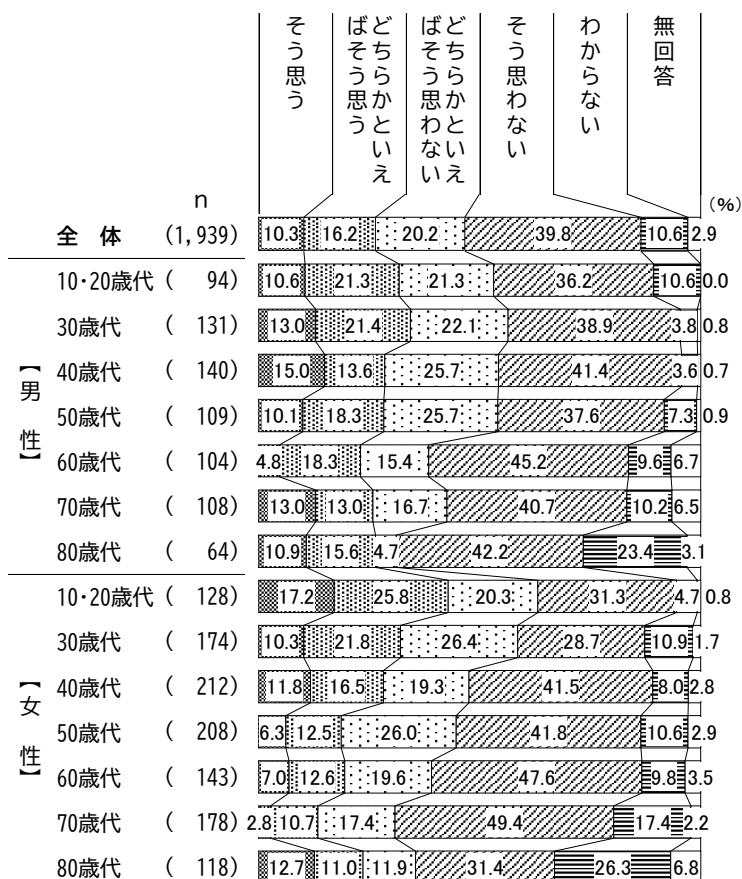 そう思う
どちらかといえばそう思う
どちらかといえばそう思わない
そう思わない
わからない
無回答
n
(%)
全 体 (1,939) 10.3 16.2 20.2 39.8 10.6 2.9
【男 性】
10・20歳代 ( 94) 10.6 21.3 21.3 36.2 10.6 0.0
30歳代 ( 131) 13.0 21.4 22.1 38.9 3.8 0.8
40歳代 ( 140) 15.0 13.6 25.7 41.4 3.6 0.7
50歳代 ( 109) 10.1 18.3 25.7 37.6 7.3 0.9
60歳代 ( 104) 4.8 18.3 15.4 45.2 9.6 6.7
70歳代 ( 108) 13.0 13.0 16.7 40.7 10.2 6.5
80歳代 ( 64) 10.9 15.6 4.7 42.2 23.4 3.1
【女 性】
10・20歳代 ( 128) 17.2 25.8 20.3 31.3 4.7 0.8
30歳代 ( 174) 10.3 21.8 26.4 28.7 10.9 1.7
40歳代 ( 212) 11.8 16.5 19.3 41.5 8.0 2.8
50歳代 ( 208) 6.3 12.5 26.0 41.8 10.6 2.9
60歳代 ( 143) 7.0 12.6 19.6 47.6 9.8 3.5
70歳代 ( 178) 2.8 10.7 17.4 49.4 17.4 2.2
80歳代 ( 118) 12.7 11.0 11.9 31.4 26.3 6.8